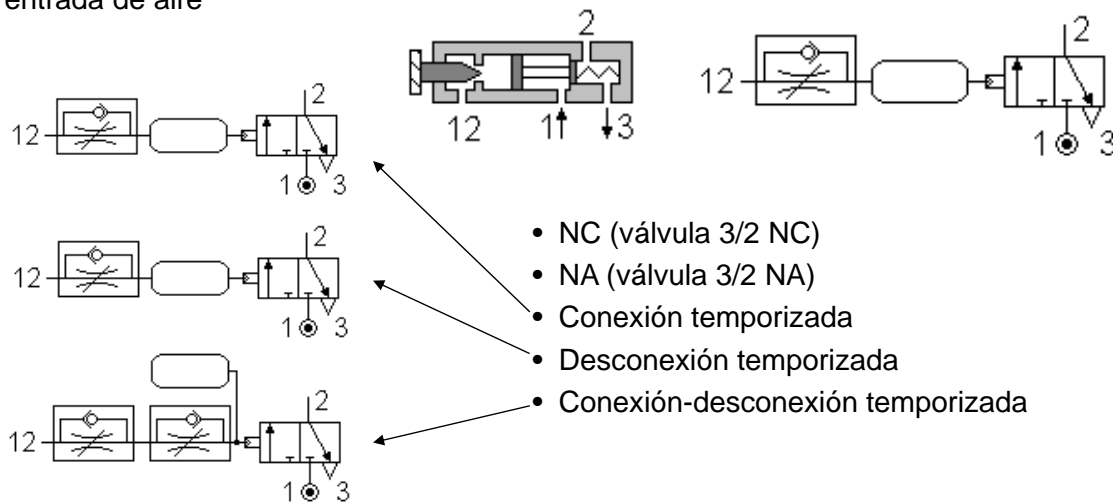 entrada de aire
2
12
1
3
2
12
1
3
2
12
1 3
2
12
1 3
2
12
1 3
• NC (válvula 3/2 NC)
• NA (válvula 3/2 NA)
• Conexión temporizada
• Desconexión temporizada
• Conexión-desconexión temporizada